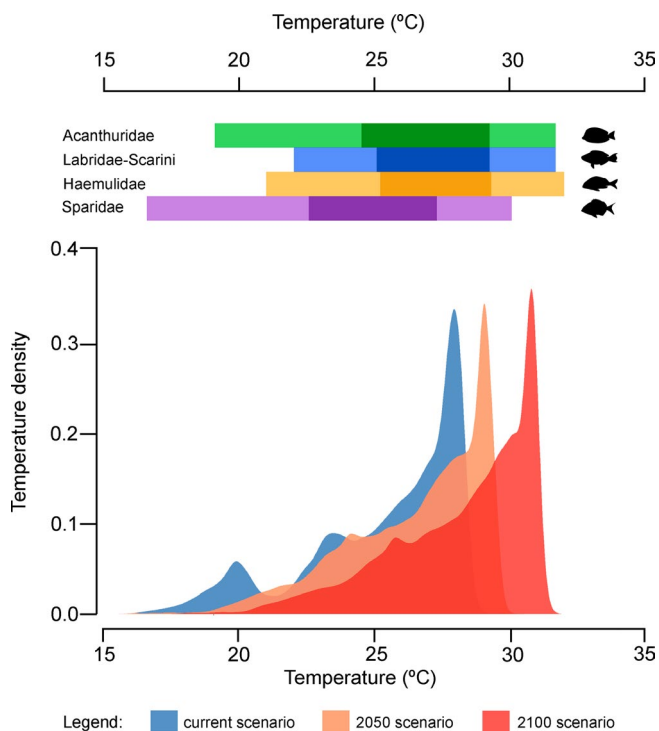 Temperature (ºC)
15 20 25 30 35
Acanthuridae
Labridae-Scarini
Haemulidae
Sparidae
0.4
0.3
0.2
0.1
0.0
Temperature density
15 20 25 30 35
Temperature (ºC)
Legend: current scenario 2050 scenario 2100 scenario